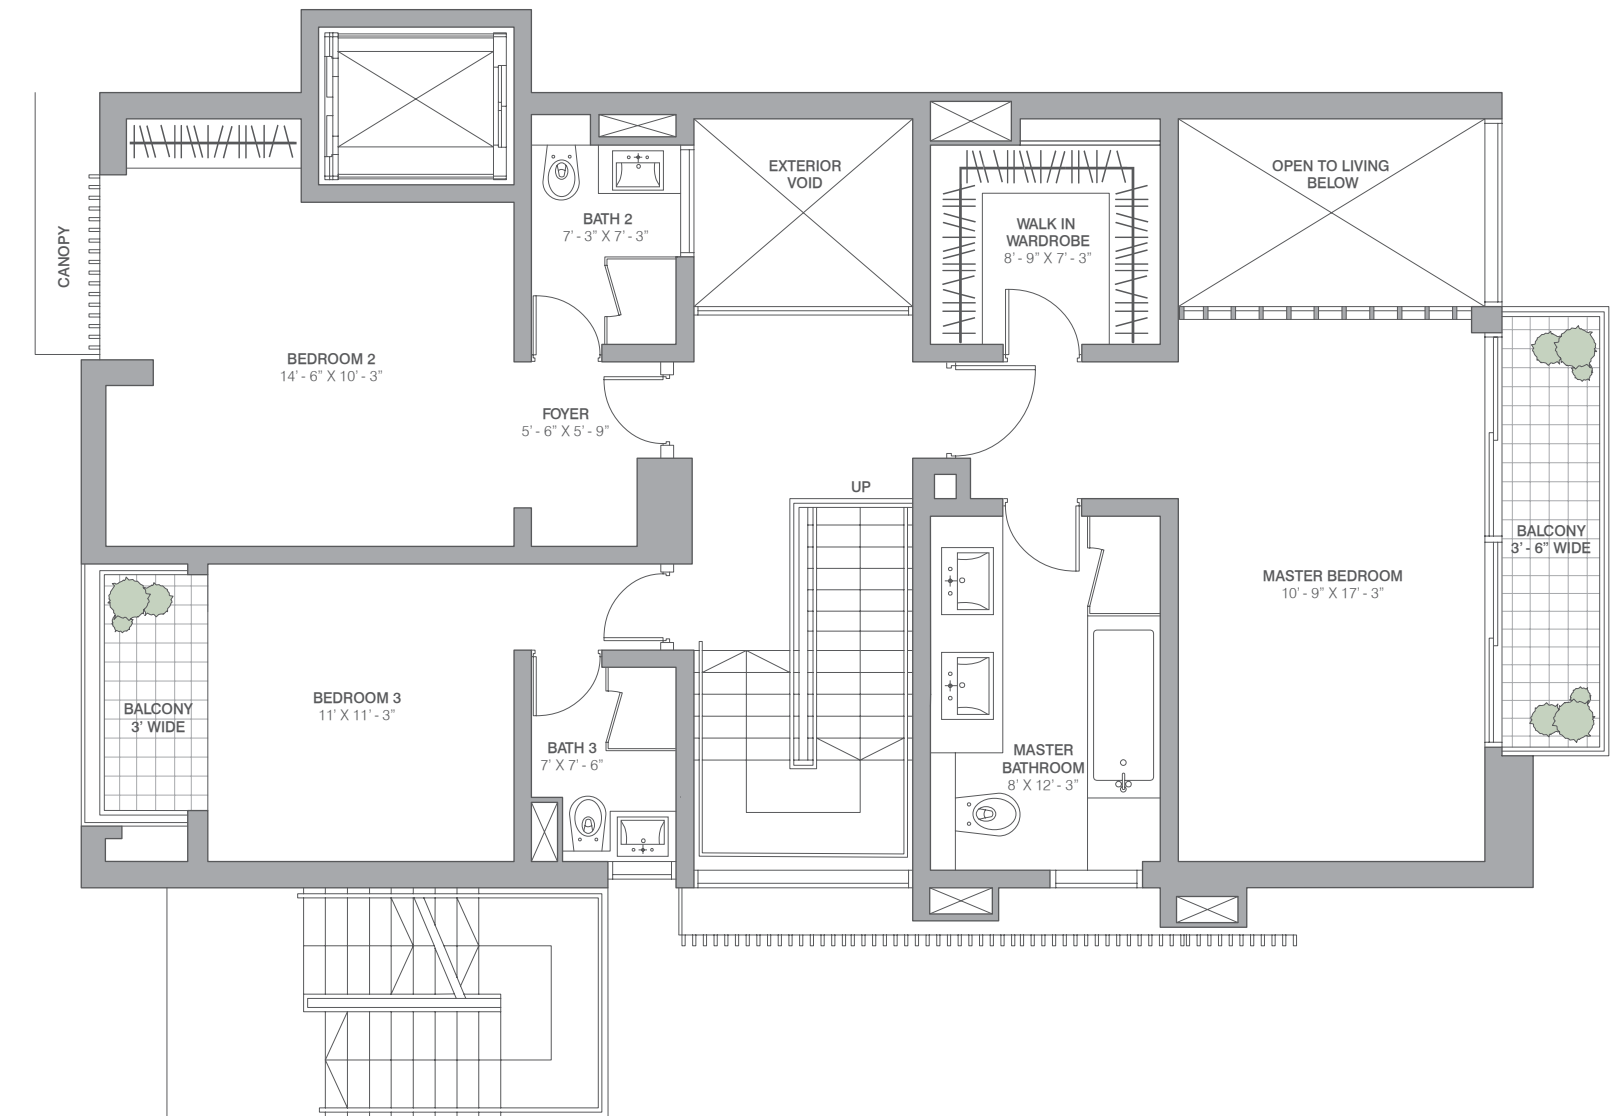 EXTERIOR
VOID
OPEN TO LIVING
BELOW
BATH 2
7' - 3" X 7' - 3"
WALK IN
WARDROBE
8' - 9" X 7' - 3"
CANOPY
BEDROOM 2
14' - 6" X 10' - 3"
FOYER
5' - 6" X 5' - 9"
UP
BALCONY
3' - 6" WIDE
MASTER BEDROOM
10' - 9" X 17' - 3"
BEDROOM 3
11' X 11' - 3"
BALCONY
3' WIDE
BATH 3
7' X 7' - 6"
MASTER
BATHROOM
8' X 12' - 3"